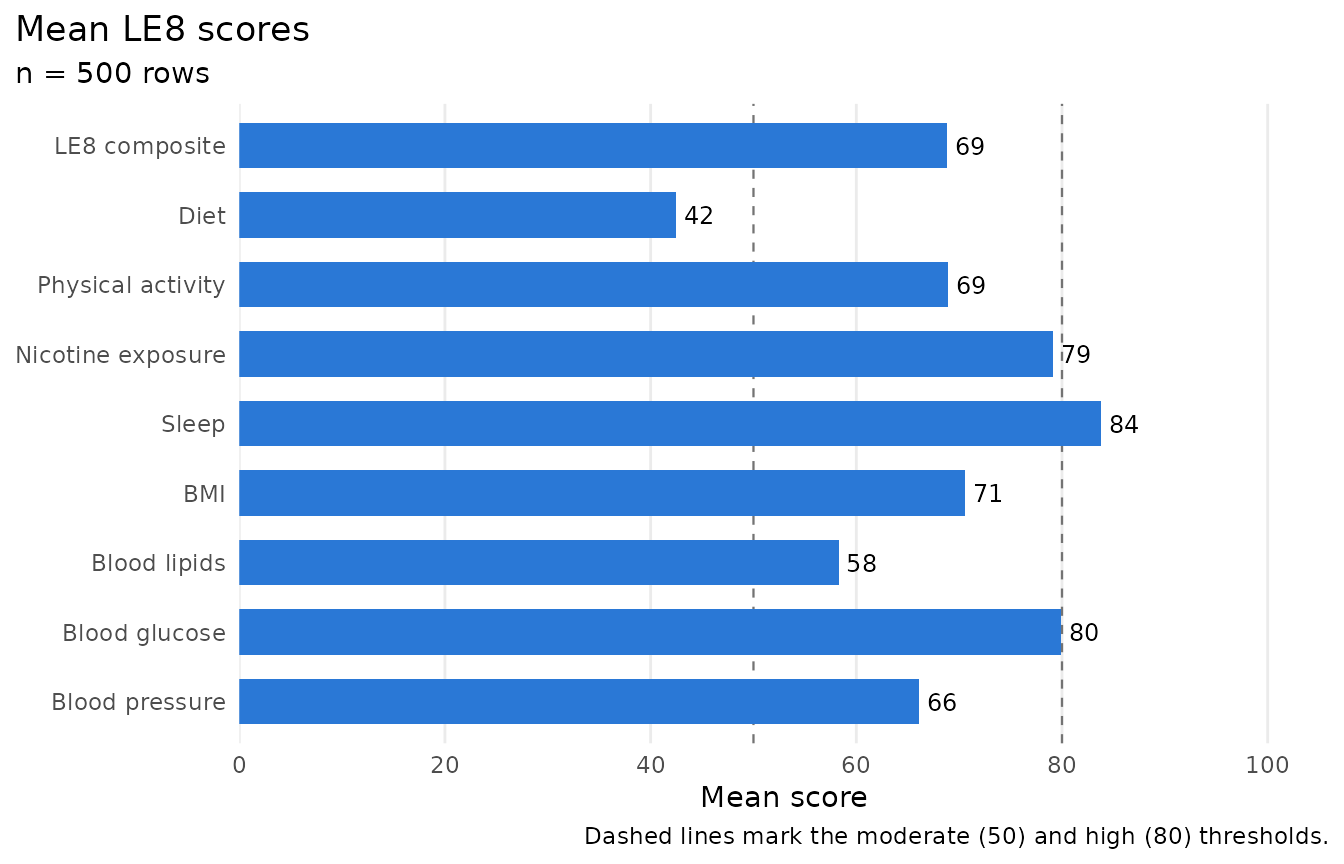 Mean LE8 scores
n = 500 rows
LE8 composite 69
Diet 42
Physical activity 69
Nicotine exposure 79
Sleep 84
BMI 71
Blood lipids 58
Blood glucose 80
Blood pressure 66
0 20 40 60 80 100
Mean score
Dashed lines mark the moderate (50) and high (80) thresholds.